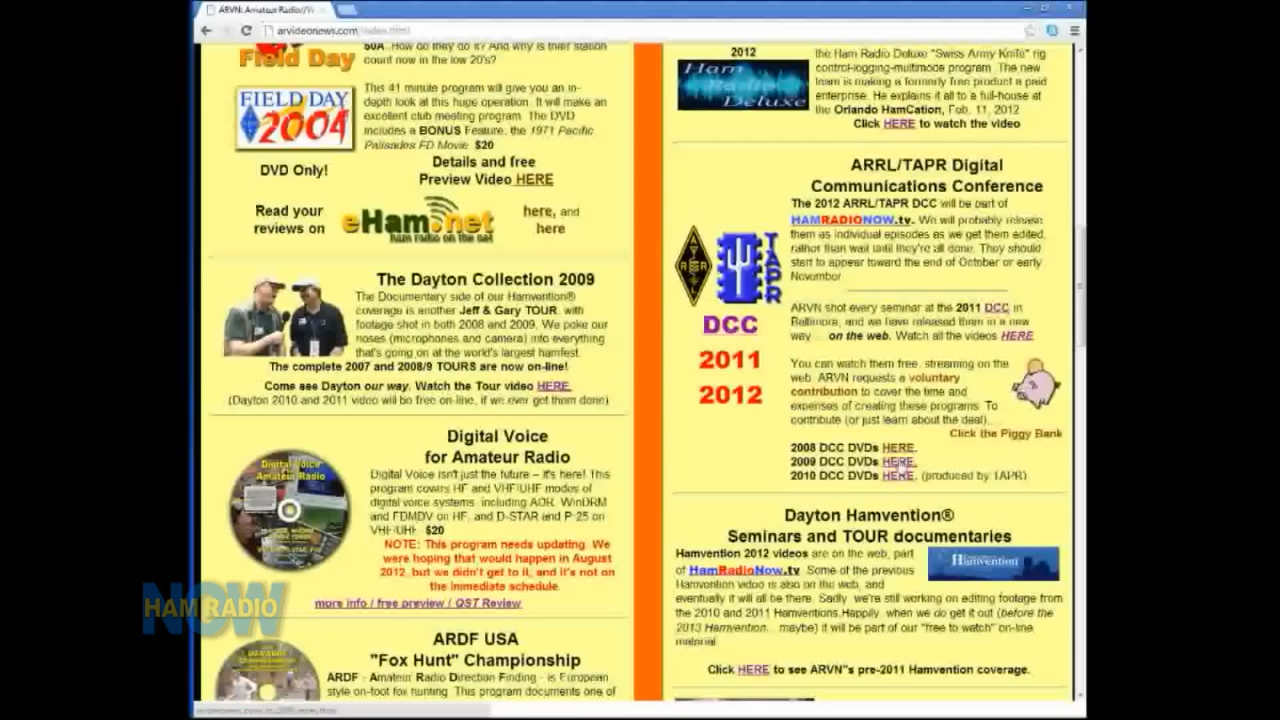 ARVN: Amateur Radio//V
arvideonews.com/index.html
50A. How do they do it? And why is their station
count now in the low 20's?
Field Day
This 41 minute program will give you an in-
depth look at this huge operation. It will make an
excellent club meeting program. The DVD
includes a BONUS Feature, the 1971 Pacific
Palisades FD Movie. $20
FIELD DAY
2004
DVD Only!
Details and free
Preview Video HERE
Read your
reviews on
eHam.net
ham radio on the net
here, and
here
The Dayton Collection 2009
The Documentary side of our Hamvention®
coverage is another Jeff & Gary TOUR, with
footage shot in both 2008 and 2009. We poke our
noses (microphones and camera) into everything
that's going on at the world's largest hamfest.
The complete 2007 and 2008/9 TOURS are now on-line!
Come see Dayton our way. Watch the Tour video HERE.
(Dayton 2010 and 2011 video will be free on-line, if we ever get them done)
Digital Voice
for Amateur Radio
Digital Voice
Amateur Radio
Digital Voice isn't just the future – it's here! This
program covers HF and VHF/UHF modes of
digital voice systems, including AOR, WinDRM
and FDMDV on HF, and D-STAR and P-25 on
VHF/UHF. $20
NOTE: This program needs updating. We
were hoping that would happen in August
2012, but we didn't get to it, and it's not on
the immediate schedule.
more info / free preview / QST Review
ARDF USA
"Fox Hunt" Championship
ARDF - Amateur Radio Direction Finding - is European
style on-foot fox hunting. This program documents one of
2012
Ham
Radio
Deluxe
the Ham Radio Deluxe "Swiss Army Knife" rig
control-logging-multimode program. The new
team is making a formerly free product a paid
enterprise. He explains it all to a full-house at
the Orlando HamCation, Feb. 11, 2012
Click HERE to watch the video
ARRL/TAPR Digital
Communications Conference
The 2012 ARRL/TAPR DCC will be part of
HAMRADIONOW.tv. We will probably release
them as individual episodes as we get them edited,
rather than wait until they're all done. They should
start to appear toward the end of October or early
November.
TAPR
DCC
2011
2012
ARVN shot every seminar at the 2011 DCC in
Baltimore, and we have released them in a new
way... on the web. Watch all the videos HERE
You can watch them free, streaming on the
web. ARVN requests a voluntary
contribution to cover the time and
expenses of creating these programs. To
contribute (or just learn about the deal)...
Click the Piggy Bank
2008 DCC DVDs HERE.
2009 DCC DVDs HERE.
2010 DCC DVDs HERE. (produced by TAPR)
Dayton Hamvention®
Seminars and TOUR documentaries
Hamvention 2012 videos are on the web, part
of HamRadioNow.tv. Some of the previous
Hamvention video is also on the web, and
eventually it will all be there. Sadly, we're still working on editing footage from
the 2010 and 2011 Hamventions.Happily, when we do get it out (before the
2013 Hamvention... maybe) it will be part of our "free to watch" on-line
material.
Hamvention
Click HERE to see ARVN"s pre-2011 Hamvention coverage.
HAM RADIO
NOW